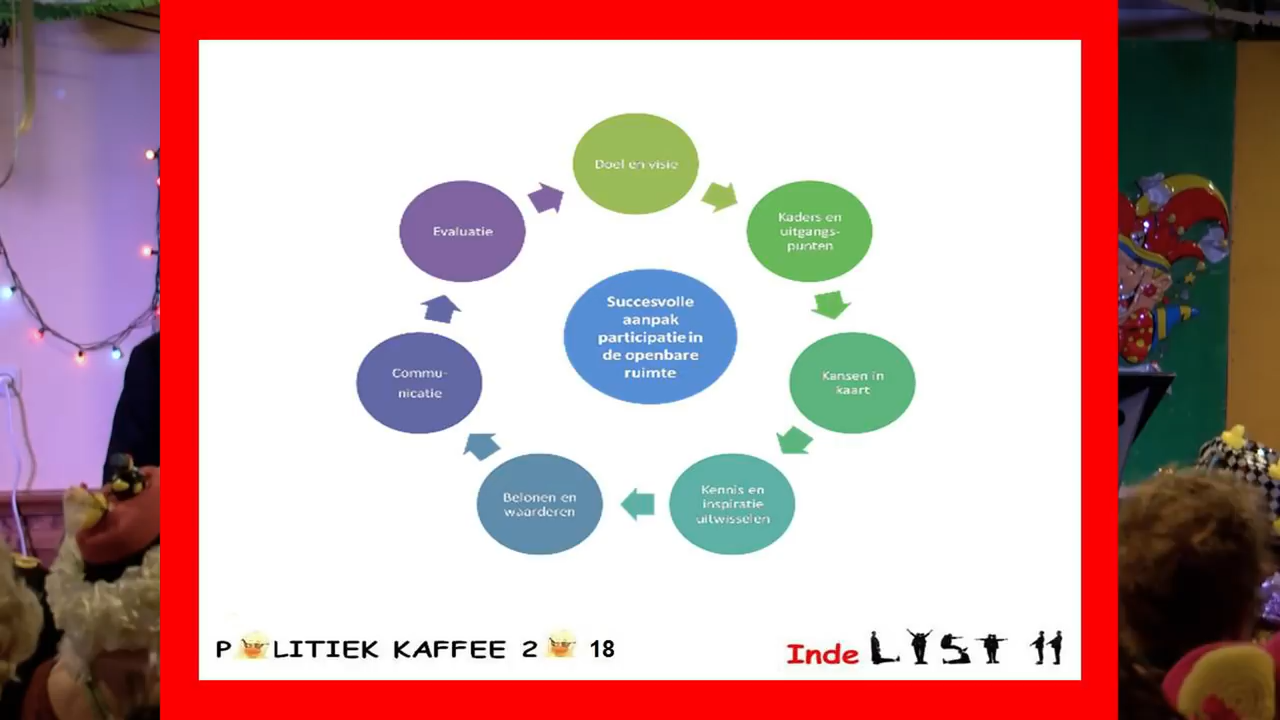 Doel en visie
Kaders en
uitgangs-
punten
Kansen in
kaart
Kennis en
inspiratie
uitwisselen
Belonen en
waarderen
Commu-
nicatie
Evaluatie
Succesvolle
aanpak
participatie in
de openbare
ruimte
P LITIEK KAFFEE 2 18
Inde LYST 11